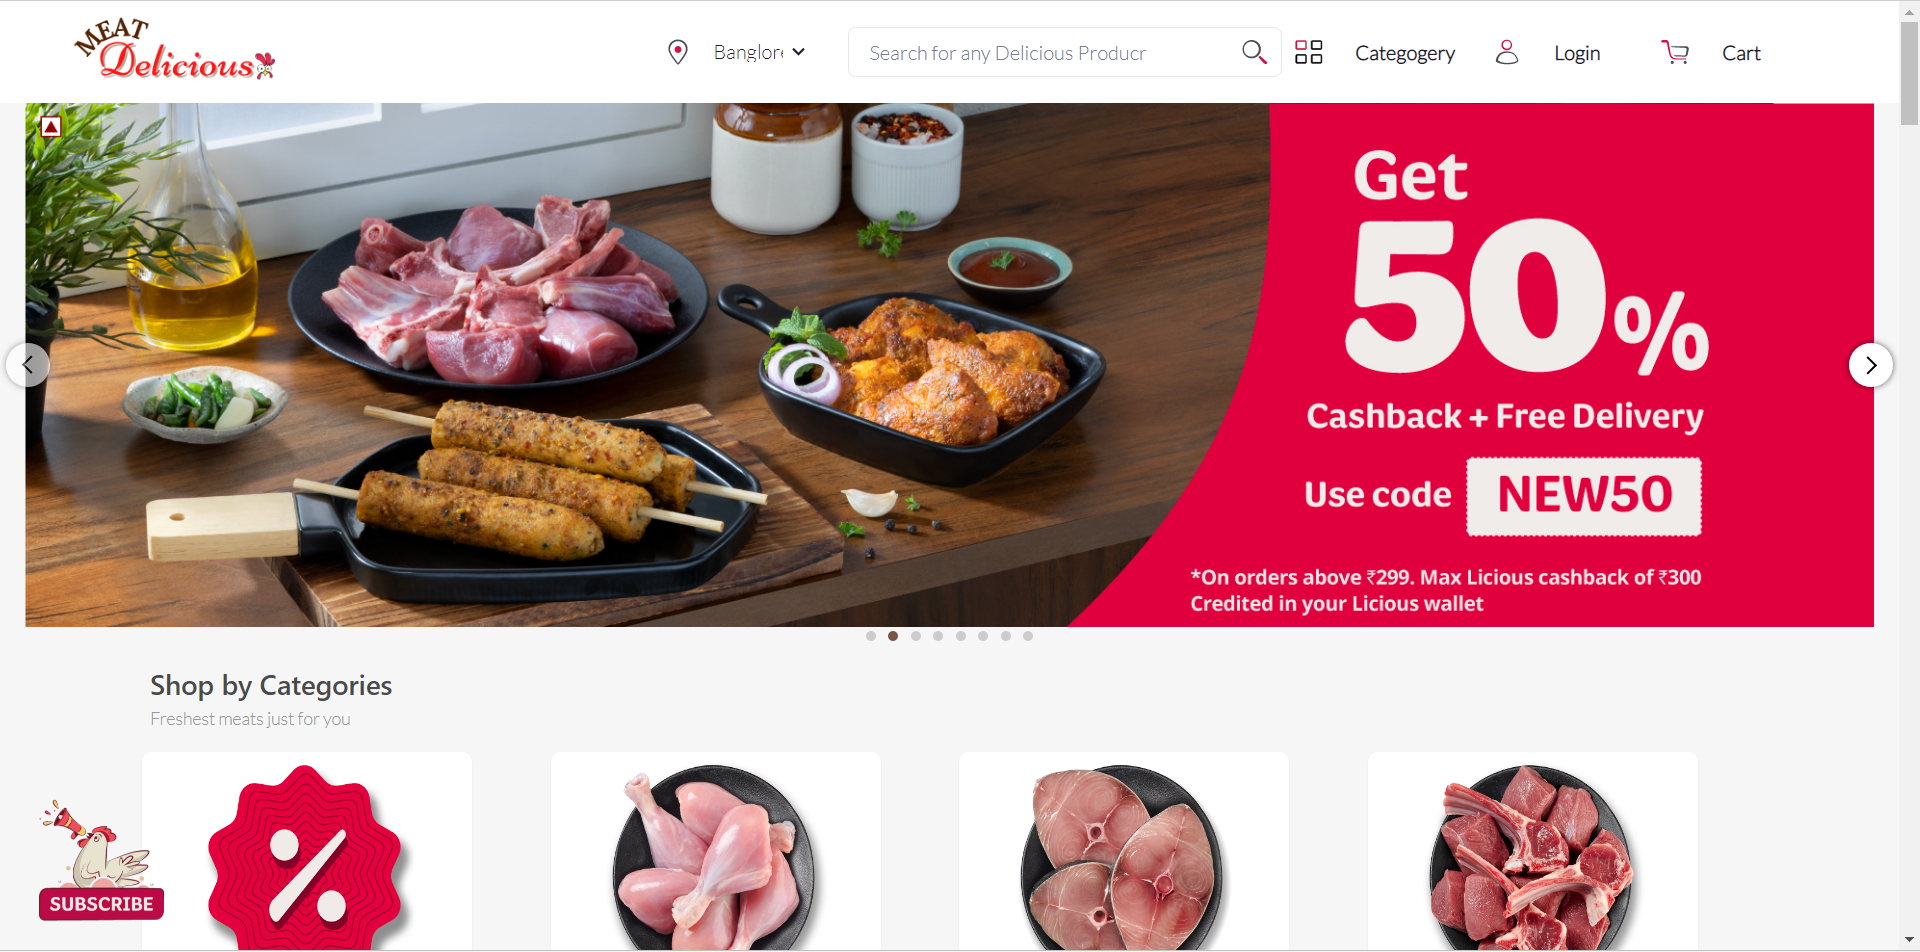 MEAT
Delicious
Banglore
Search for any Delicious Producr
Categogery
Login
Cart
Get
50%
Cashback + Free Delivery
Use code NEW50
*On orders above ₹299. Max Licious cashback of ₹300
Credited in your Licious wallet
Shop by Categories
Freshest meats just for you
%
SUBSCRIBE